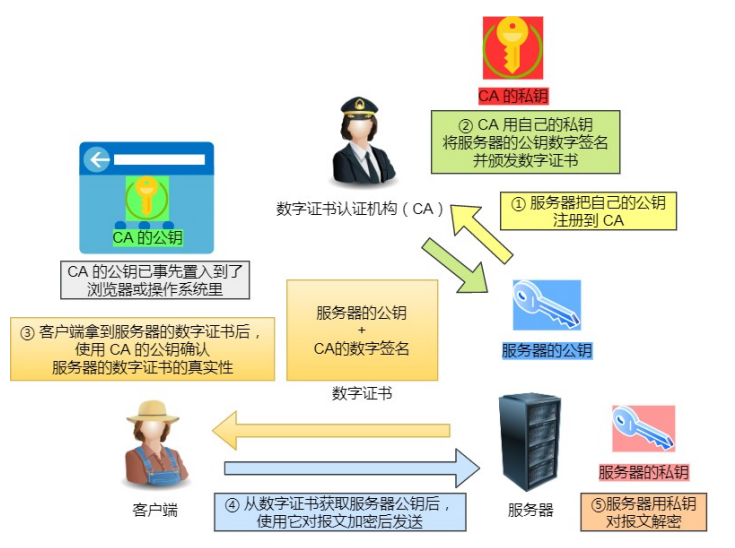 CA 的私钥
② CA 用自己的私钥
将服务器的公钥数字签名
并颁发数字证书
数字证书认证机构（CA）
① 服务器把自己的公钥
注册到 CA
CA 的公钥
CA 的公钥已事先置入到了
浏览器或操作系统里
服务器的公钥
+
CA的数字签名
数字证书
服务器的公钥
③ 客户端拿到服务器的数字证书后，
使用 CA 的公钥确认
服务器的数字证书的真实性
服务器的私钥
客户端
④ 从数字证书获取服务器公钥后，
使用它对报文加密后发送
服务器
⑤服务器用私钥
对报文解密